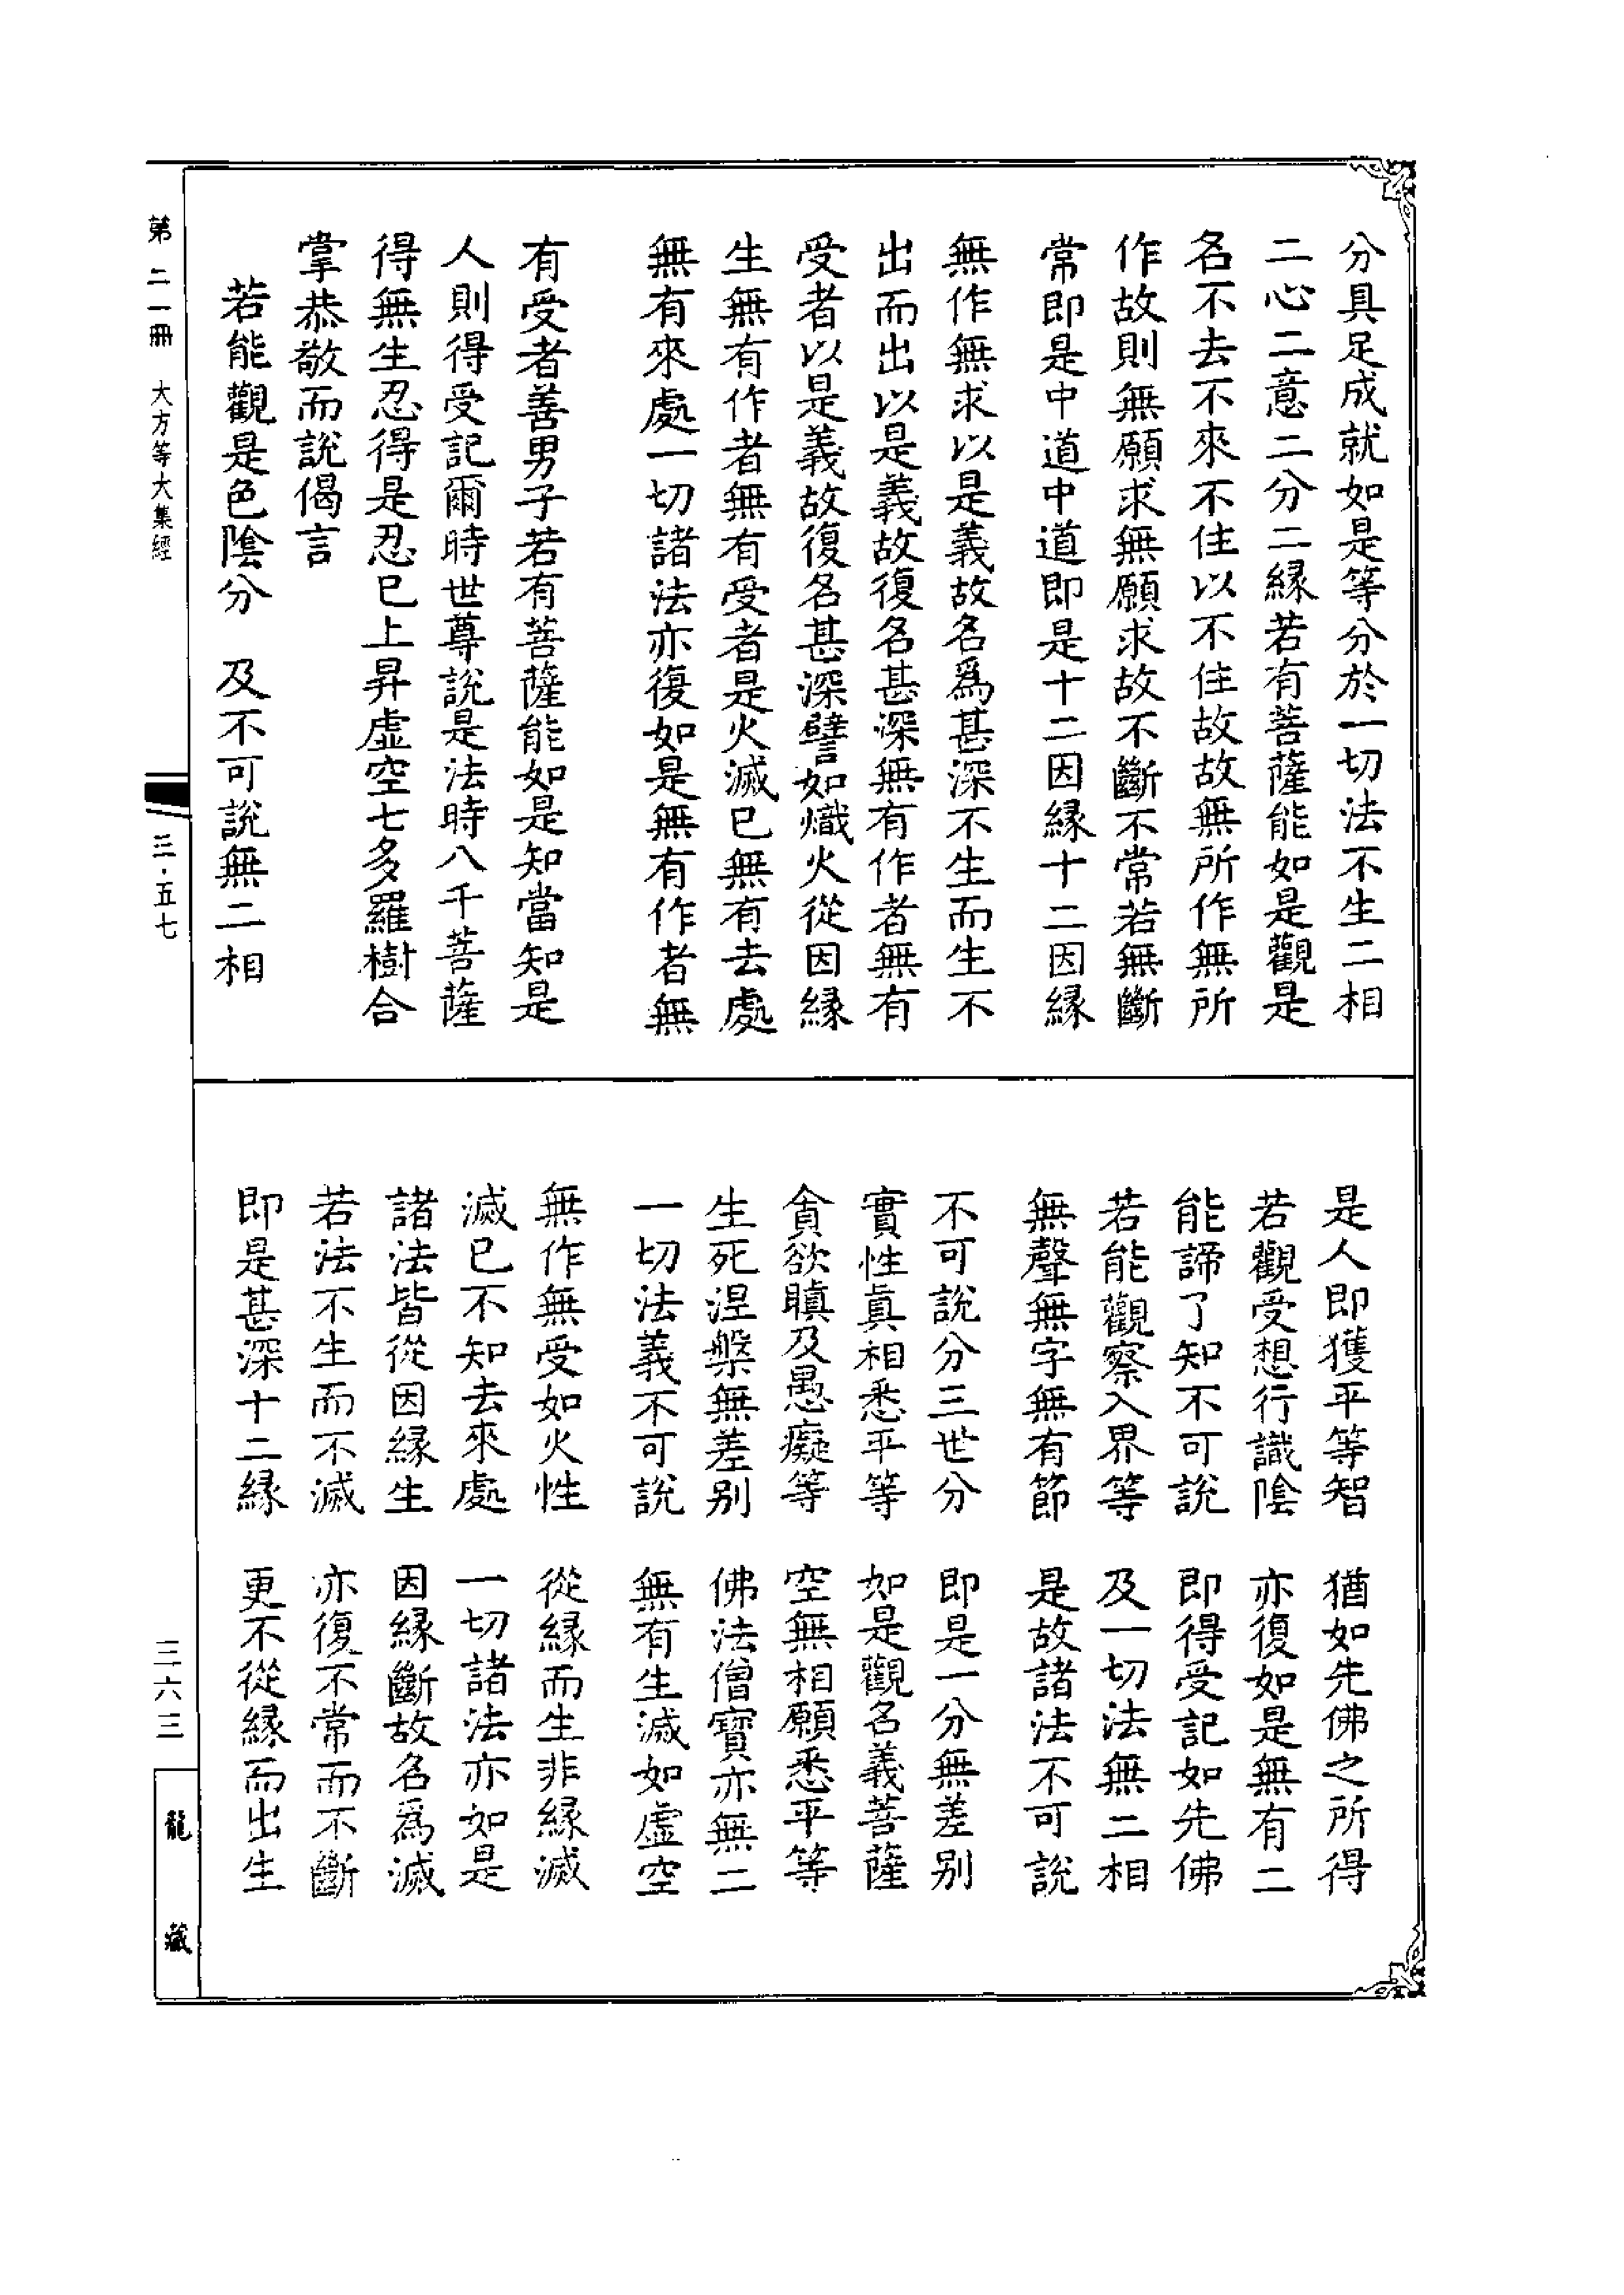 分具足成就如是等分於一切法不生二相
二心二意二分二縁若有菩薩能如是觀是
名不去不來不住以不住故故無所作無所
作故則無願求無願求故不斷不常若無斷
常即是中道中道即是十二因縁十二因縁
無作無求以是義故名爲甚深不生而生不
出而出以是義故復名甚深無有作者無有
受者以是義故復名甚深譬如熾火從因縁
生無有作者無有受者是火滅已無有去處
無有來處一切諸法亦復如是無有作者無
有受者善男子若有菩薩能如是知當知是
人則得受記爾時世尊說是法時八千菩薩
得無生忍得是忍已上昇虛空七多羅樹合
掌恭敬而說偈言
若能觀是色陰分　及不可說無二相
是人即獲平等智　猶如先佛之所得
若觀受想行識陰　亦復如是無有二
能諦了知不可說　即得受記如先佛
若能觀察入界等　及一切法無二相
無聲無字無有節　是故諸法不可說
不可說分三世分　即是一分無差别
實性眞相悉平等　如是觀名義菩薩
貪欲瞋及愚癡等　空無相願悉平等
生死涅槃無差别　佛法僧寶亦無二
一切法義不可說　無有生滅如虛空
無作無受如火性　從縁而生非縁滅
滅已不知去來處　一切諸法亦如是
諸法皆從因縁生　因縁斷故名爲滅
若法不生而不滅　亦復不常而不斷
即是甚深十二縁　更不從縁而出生
第二一冊　大方等大集經
三·五七
三六三
龍藏